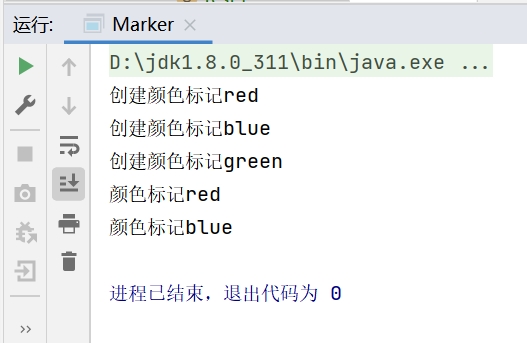 运行:
Marker
D:\jdk1.8.0_311\bin\java.exe ...
创建颜色标记red
创建颜色标记blue
创建颜色标记green
颜色标记red
颜色标记blue
进程已结束，退出代码为 0